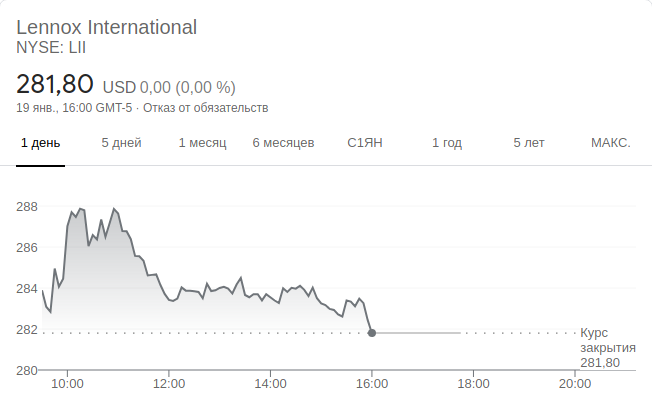 Lennox International
NYSE: LII
281,80 USD 0,00 (0,00 %)
19 янв., 16:00 GMT-5 · Отказ от обязательств
1 день 5 дней 1 месяц 6 месяцев С1ЯН 1 год 5 лет МАКС.
288
286
284
282
280
Курс
закрытия
281,80
10:00 12:00 14:00 16:00 18:00 20:00